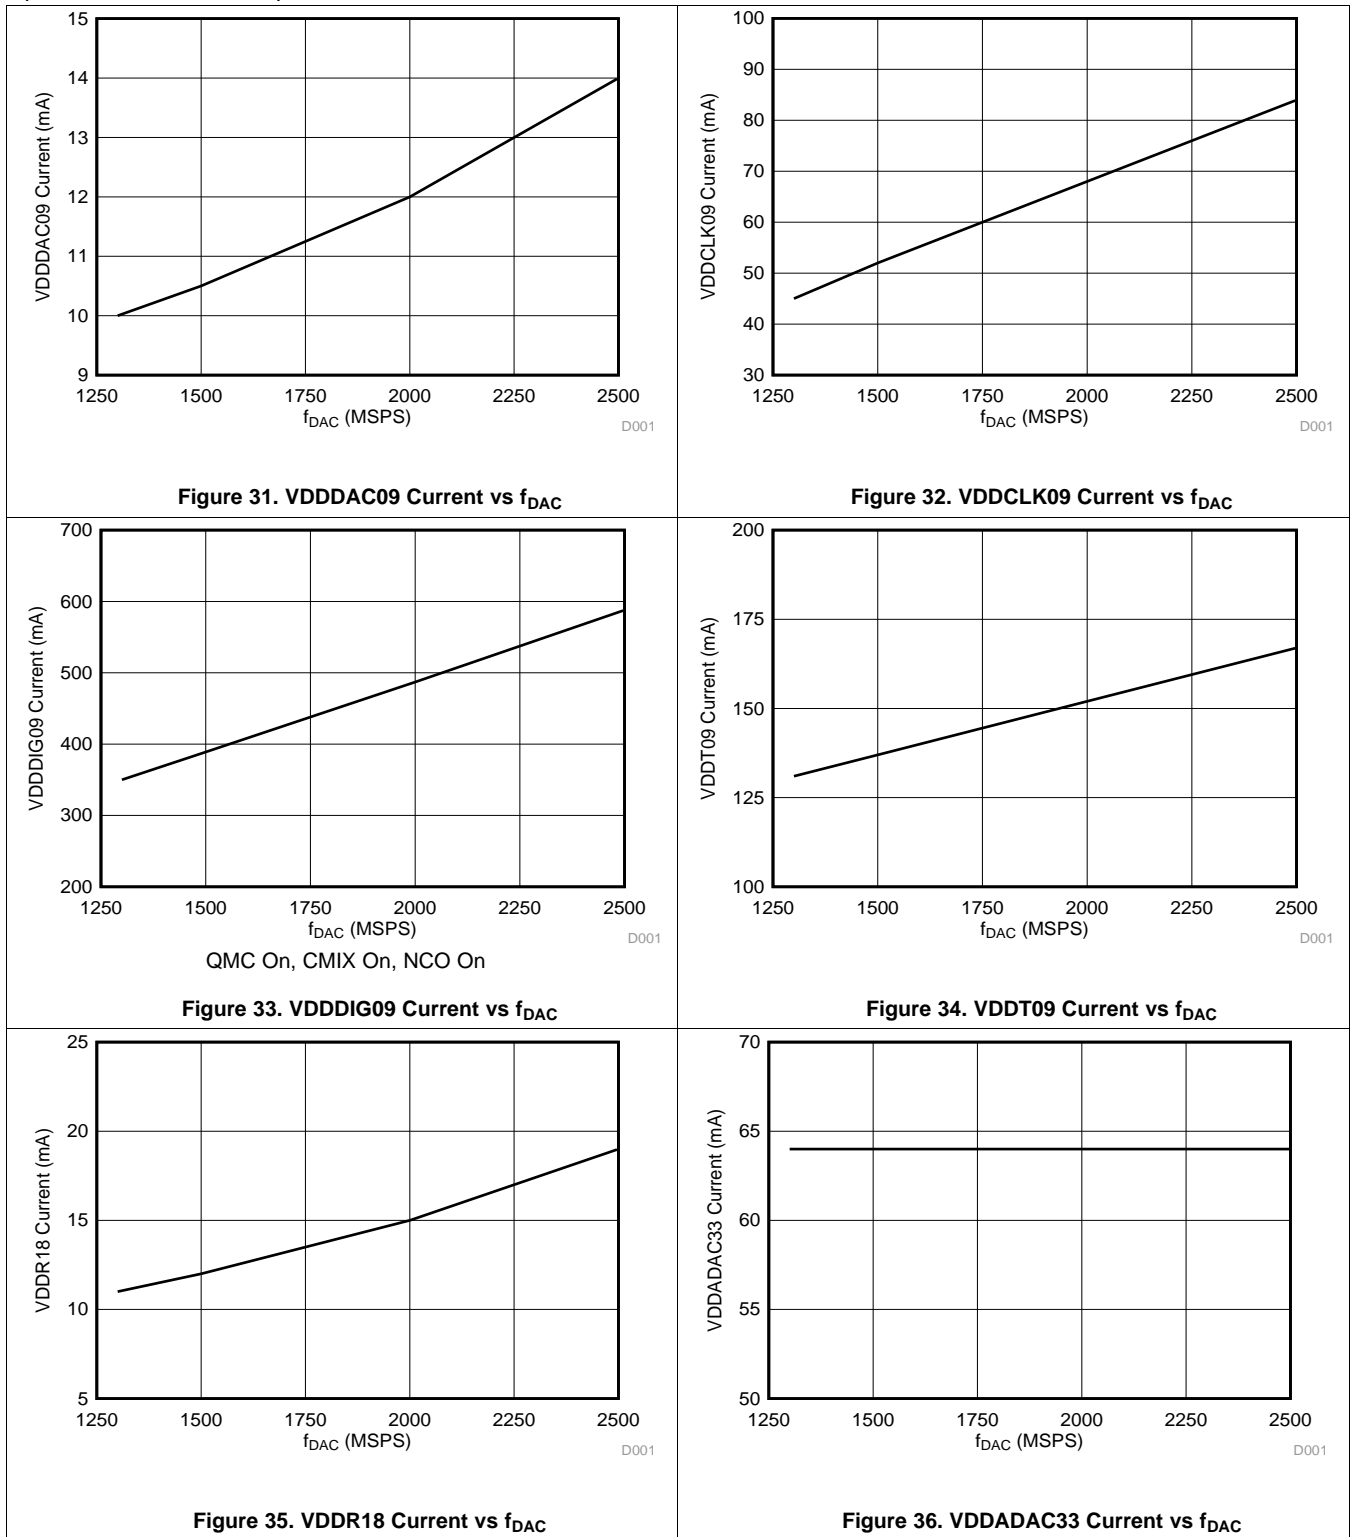 15
14
13
12
11
10
9
1250 1500 1750 2000 2250 2500
VDDDAC09 Current (mA)
fDAC (MSPS)
D001
Figure 31. VDDDAC09 Current vs fDAC
100
90
80
70
60
50
40
30
1250 1500 1750 2000 2250 2500
VDDCLK09 Current (mA)
fDAC (MSPS)
D001
Figure 32. VDDCLK09 Current vs fDAC
700
600
500
400
300
200
1250 1500 1750 2000 2250 2500
VDDDIG09 Current (mA)
fDAC (MSPS)
D001
QMC On, CMIX On, NCO On
Figure 33. VDDDIG09 Current vs fDAC
200
175
150
125
100
1250 1500 1750 2000 2250 2500
VDDT09 Current (mA)
fDAC (MSPS)
D001
Figure 34. VDDT09 Current vs fDAC
25
20
15
10
5
1250 1500 1750 2000 2250 2500
VDDR18 Current (mA)
fDAC (MSPS)
D001
Figure 35. VDDR18 Current vs fDAC
70
65
60
55
50
1250 1500 1750 2000 2250 2500
VDDADAC33 Current (mA)
fDAC (MSPS)
D001
Figure 36. VDDADAC33 Current vs fDAC